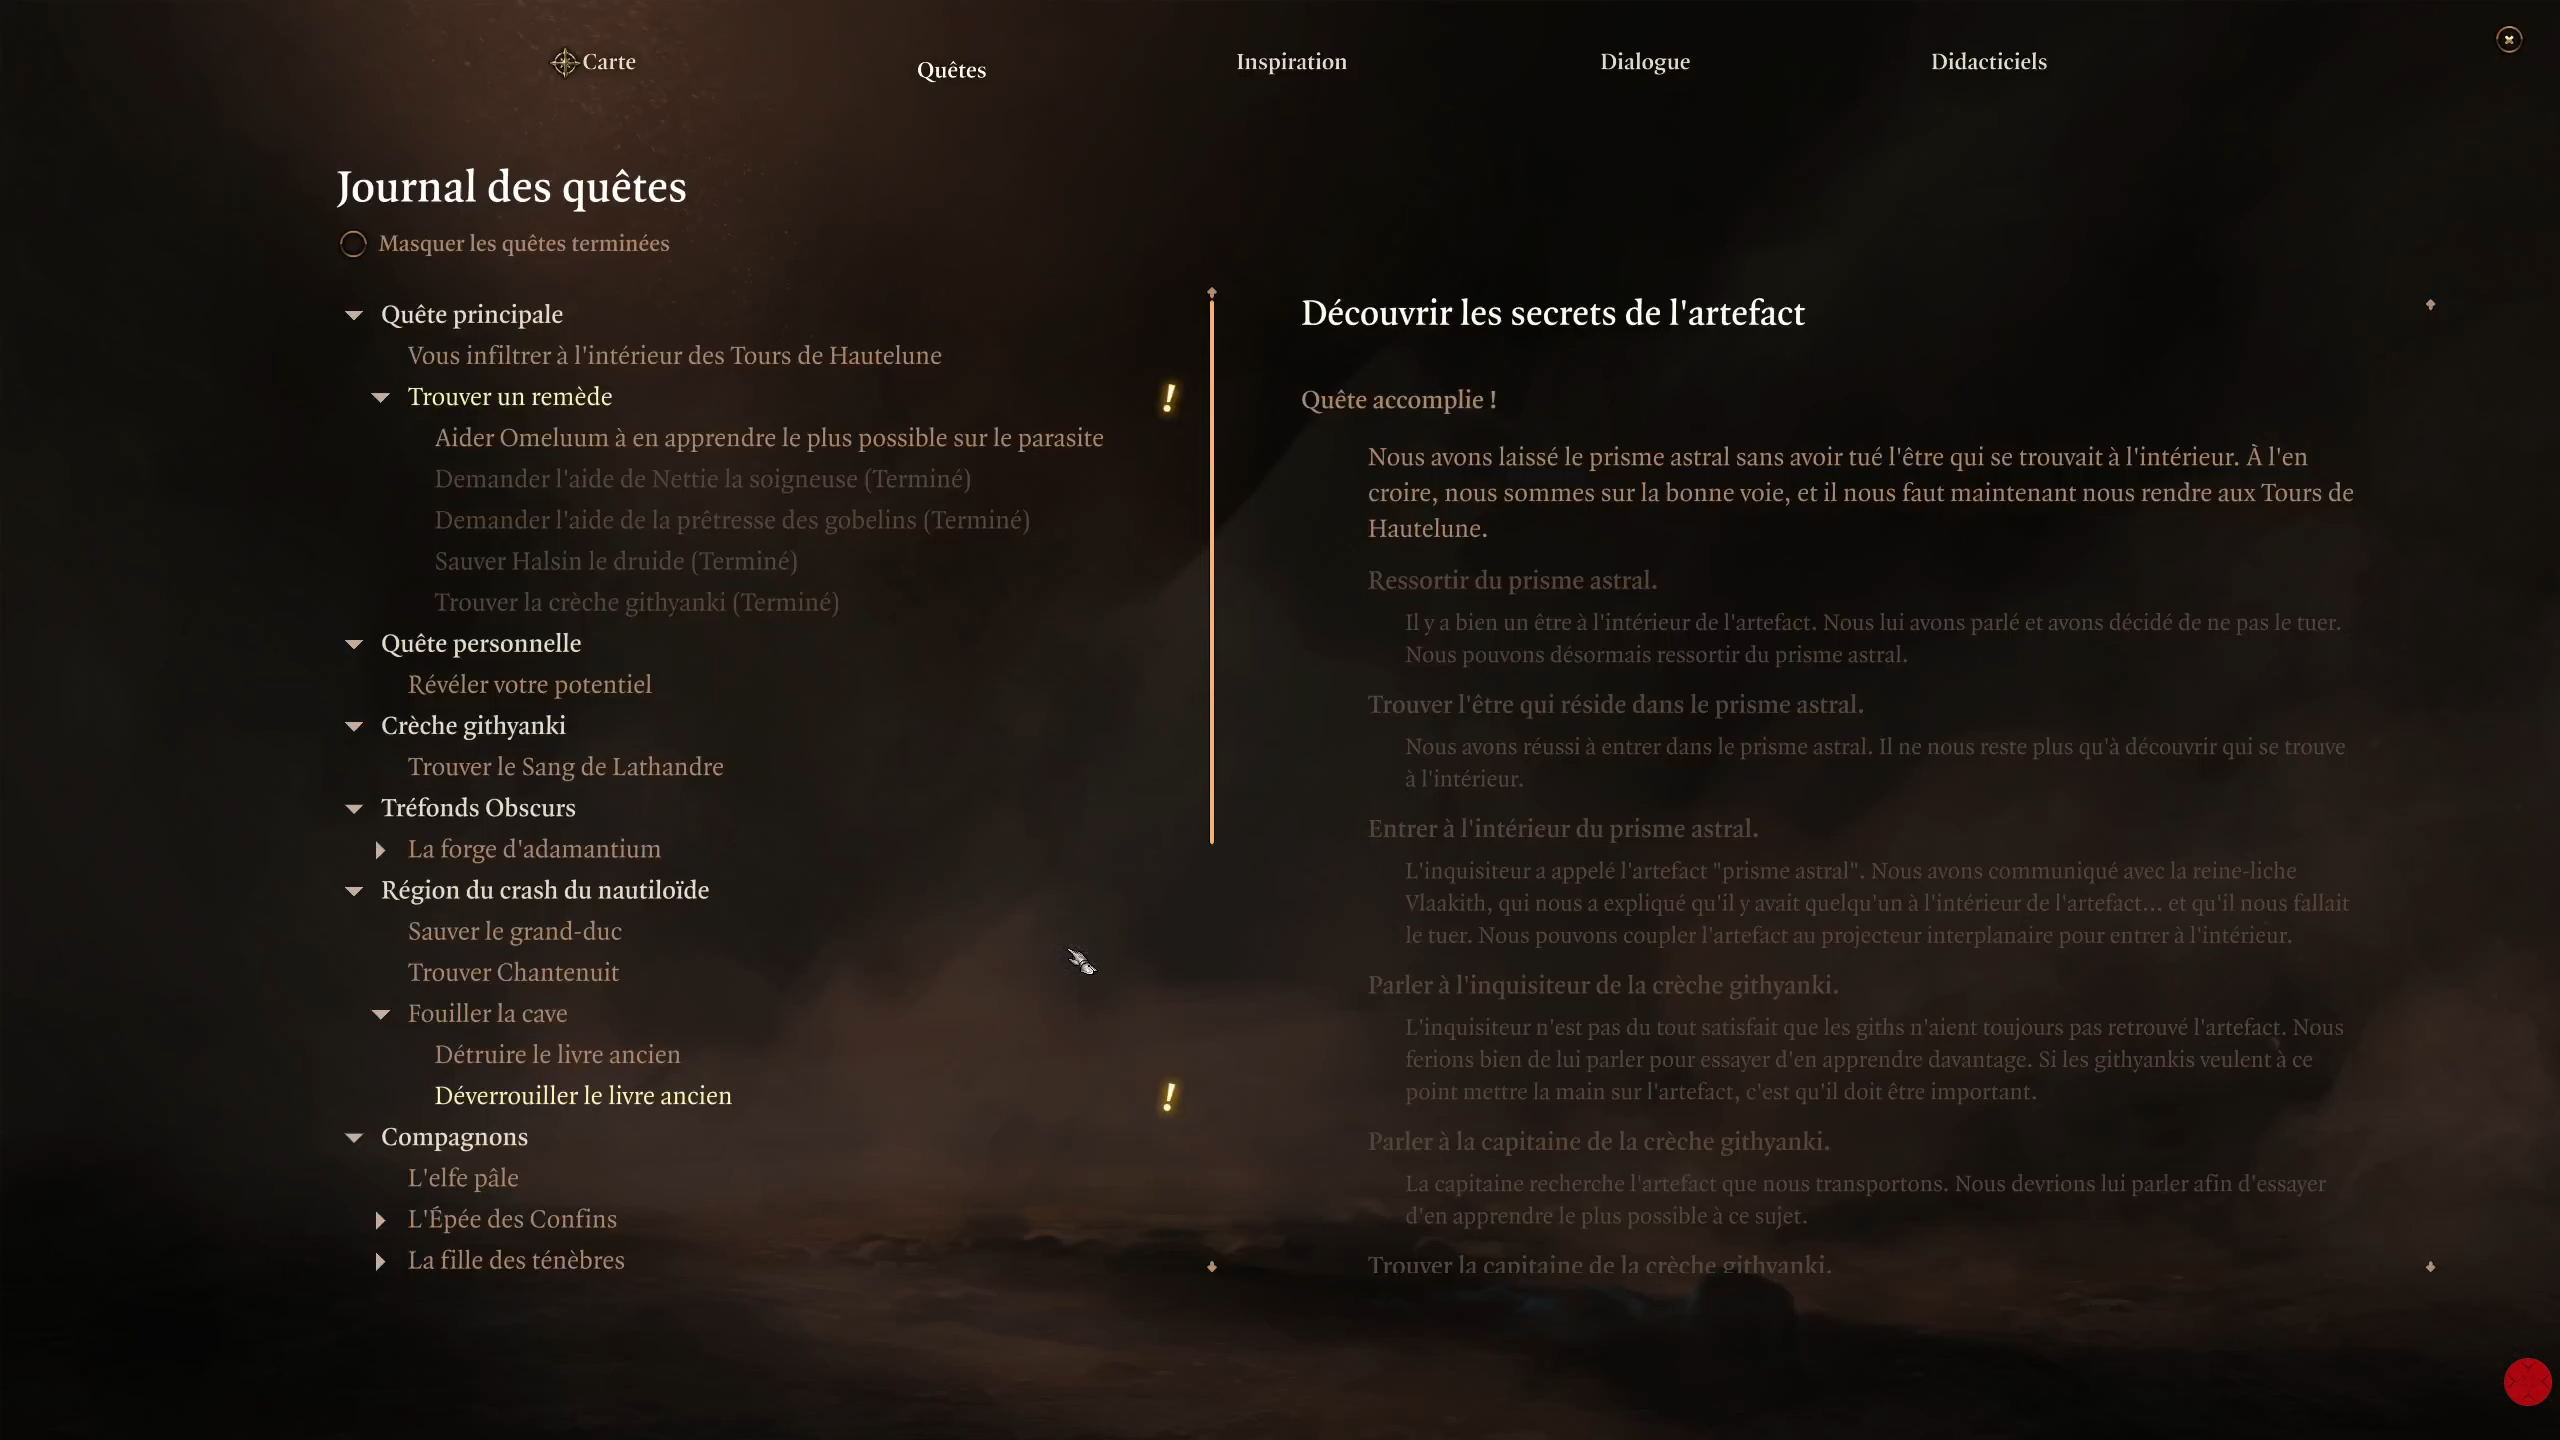 Carte
Quêtes
Inspiration
Dialogue
Didacticiels
Journal des quêtes
Masquer les quêtes terminées
Quête principale
Vous infiltrer à l'intérieur des Tours de Hautelune
Trouver un remède
!
Aider Omeluum à en apprendre le plus possible sur le parasite
Demander l'aide de Nettie la soigneuse (Terminé)
Demander l'aide de la prêtresse des gobelins (Terminé)
Sauver Halsin le druide (Terminé)
Trouver la crèche githyanki (Terminé)
Quête personnelle
Révéler votre potentiel
Crèche githyanki
Trouver le Sang de Lathandre
Tréfonds Obscurs
La forge d'adamantium
Région du crash du nautiloïde
Sauver le grand-duc
Trouver Chantenuit
Fouiller la cave
Détruire le livre ancien
Déverrouiller le livre ancien
!
Compagnons
L'elfe pâle
L'Épée des Confins
La fille des ténèbres
Découvrir les secrets de l'artefact
Quête accomplie !
Nous avons laissé le prisme astral sans avoir tué l'être qui se trouvait à l'intérieur. À l'en
croire, nous sommes sur la bonne voie, et il nous faut maintenant nous rendre aux Tours de
Hautelune.
Ressortir du prisme astral.
Il y a bien un être à l'intérieur de l'artefact. Nous lui avons parlé et avons décidé de ne pas le tuer.
Nous pouvons désormais ressortir du prisme astral.
Trouver l'être qui réside dans le prisme astral.
Nous avons réussi à entrer dans le prisme astral. Il ne nous reste plus qu'à découvrir qui se trouve
à l'intérieur.
Entrer à l'intérieur du prisme astral.
L'inquisiteur a appelé l'artefact "prisme astral". Nous avons communiqué avec la reine-liche
Vlaakith, qui nous a expliqué qu'il y avait quelqu'un à l'intérieur de l'artefact... et qu'il nous fallait
le tuer. Nous pouvons coupler l'artefact au projecteur interplanaire pour entrer à l'intérieur.
Parler à l'inquisiteur de la crèche githyanki.
L'inquisiteur n'est pas du tout satisfait que les giths n'aient toujours pas retrouvé l'artefact. Nous
ferions bien de lui parler pour essayer d'en apprendre davantage. Si les githyankis veulent à ce
point mettre la main sur l'artefact, c'est qu'il doit être important.
Parler à la capitaine de la crèche githyanki.
La capitaine recherche l'artefact que nous transportons. Nous devrions lui parler afin d'essayer
d'en apprendre le plus possible à ce sujet.
Trouver la capitaine de la crèche githyanki.